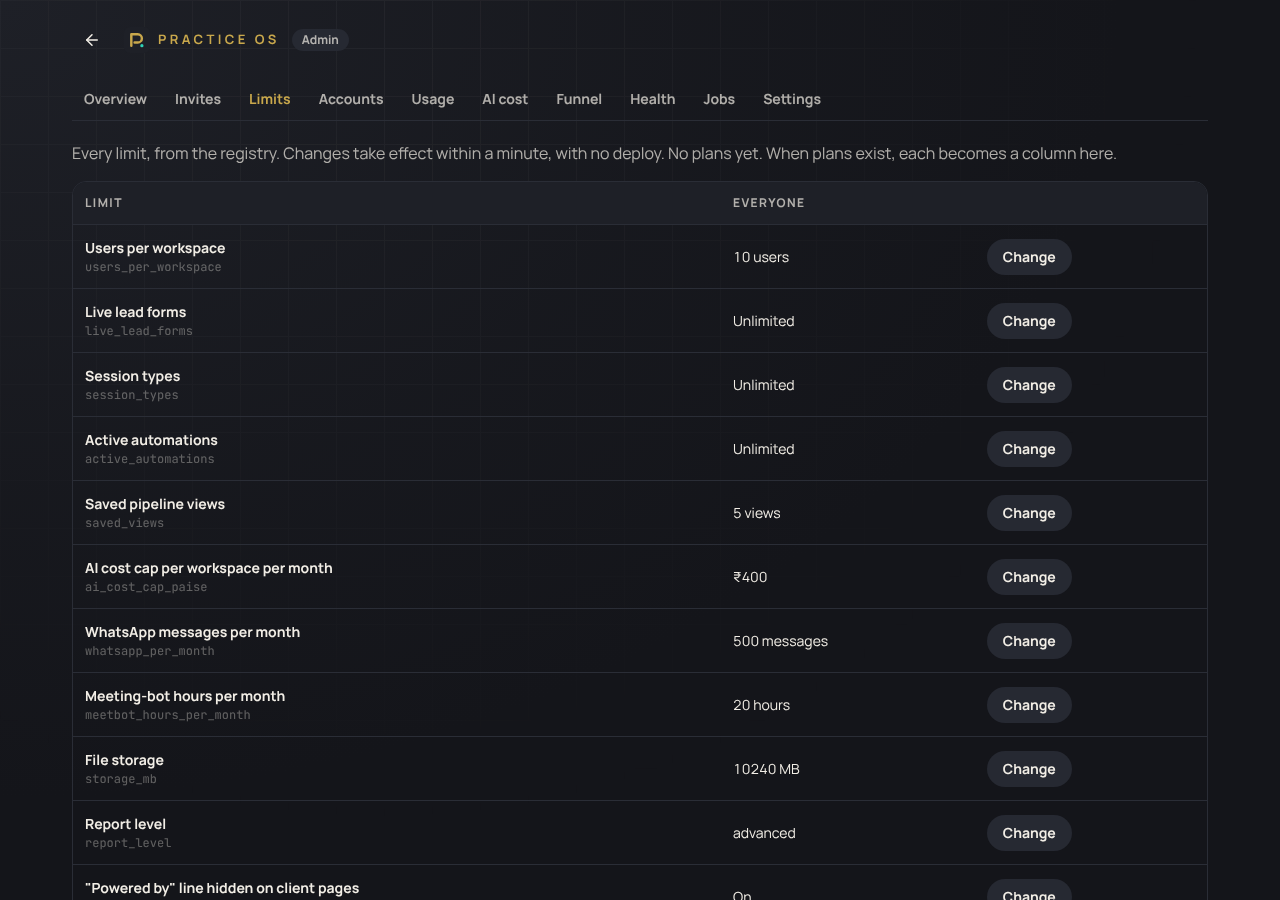 PRACTICE OS Admin
Overview Invites Limits Accounts Usage AI cost Funnel Health Jobs Settings
Every limit, from the registry. Changes take effect within a minute, with no deploy. No plans yet. When plans exist, each becomes a column here.
LIMIT EVERYONE
Users per workspace
users_per_workspace
10 users Change
Live lead forms
live_lead_forms
Unlimited Change
Session types
session_types
Unlimited Change
Active automations
active_automations
Unlimited Change
Saved pipeline views
saved_views
5 views Change
AI cost cap per workspace per month
ai_cost_cap_paise
₹400 Change
WhatsApp messages per month
whatsapp_per_month
500 messages Change
Meeting-bot hours per month
meetbot_hours_per_month
20 hours Change
File storage
storage_mb
10240 MB Change
Report level
report_level
advanced Change
"Powered by" line hidden on client pages
On Change